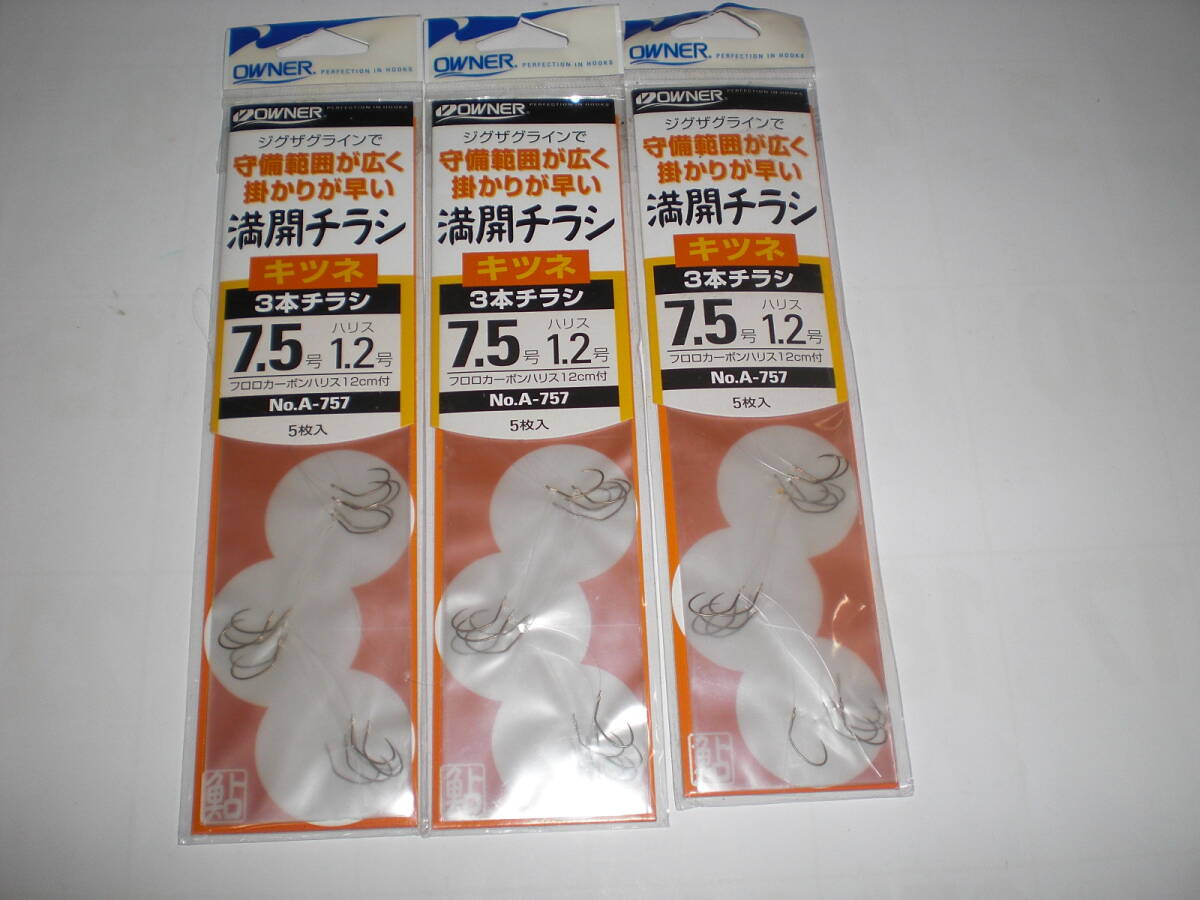 OWNER PERFECTION IN HOOKS
OWNER PERFECTION IN HOOKS
ジグザグラインで
守備範囲が広く
掛かりが早い
満開チラシ
キツネ
3本チラシ
7.5号 ハリス 1.2号
フロロカーボンハリス12cm付
No.A-757
5枚入
鮎
OWNER PERFECTION IN HOOKS
OWNER PERFECTION IN HOOKS
ジグザグラインで
守備範囲が広く
掛かりが早い
満開チラシ
キツネ
3本チラシ
7.5号 ハリス 1.2号
フロロカーボンハリス12cm付
No.A-757
5枚入
鮎
OWNER PERFECTION IN HOOKS
OWNER PERFECTION IN HOOKS
ジグザグラインで
守備範囲が広く
掛かりが早い
満開チラシ
キツネ
3本チラシ
7.5号 ハリス 1.2号
フロロカーボンハリス12cm付
No.A-757
5枚入
鮎